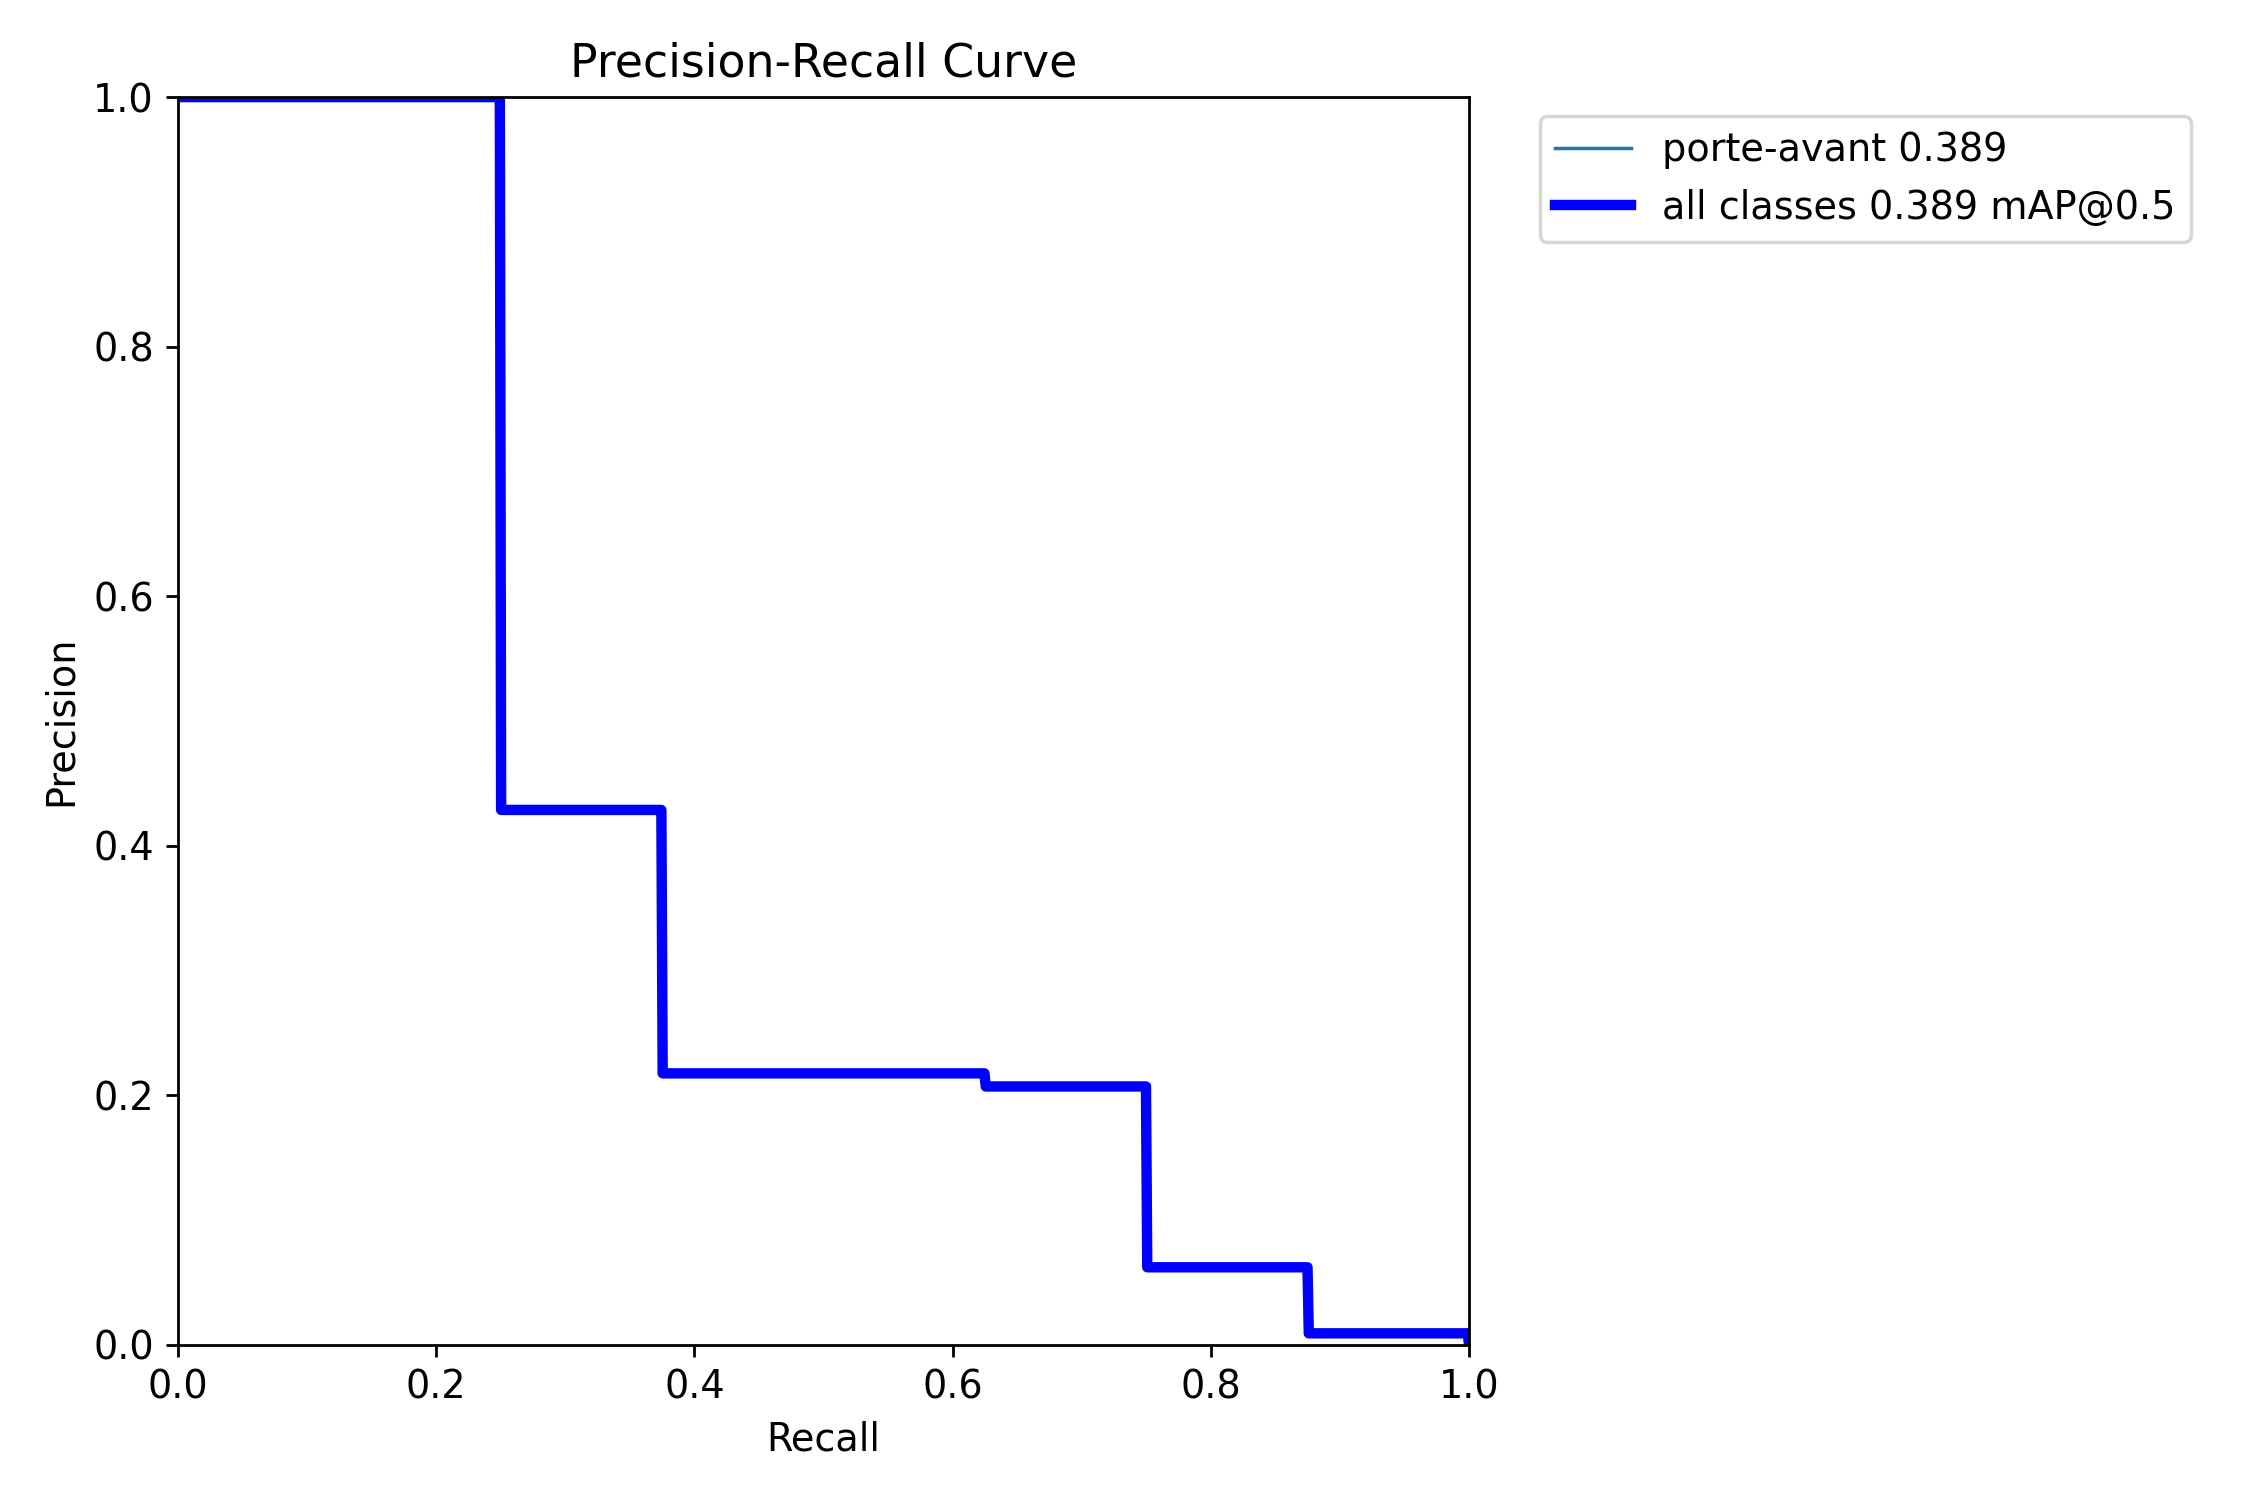 Precision-Recall Curve
1.0
0.8
0.6
0.4
0.2
0.0
Precision
0.0 0.2 0.4 0.6 0.8 1.0
Recall
porte-avant 0.389
all classes 0.389 mAP@0.5